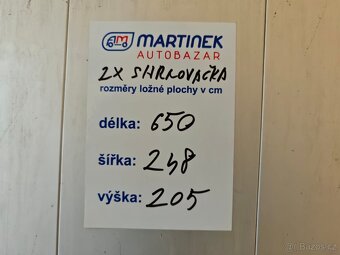 MARTINEK
AUTOBAZAR
2X SHRNOVAČKA
rozměry ložné plochy v cm
délka: 650
šířka: 248
výška: 205